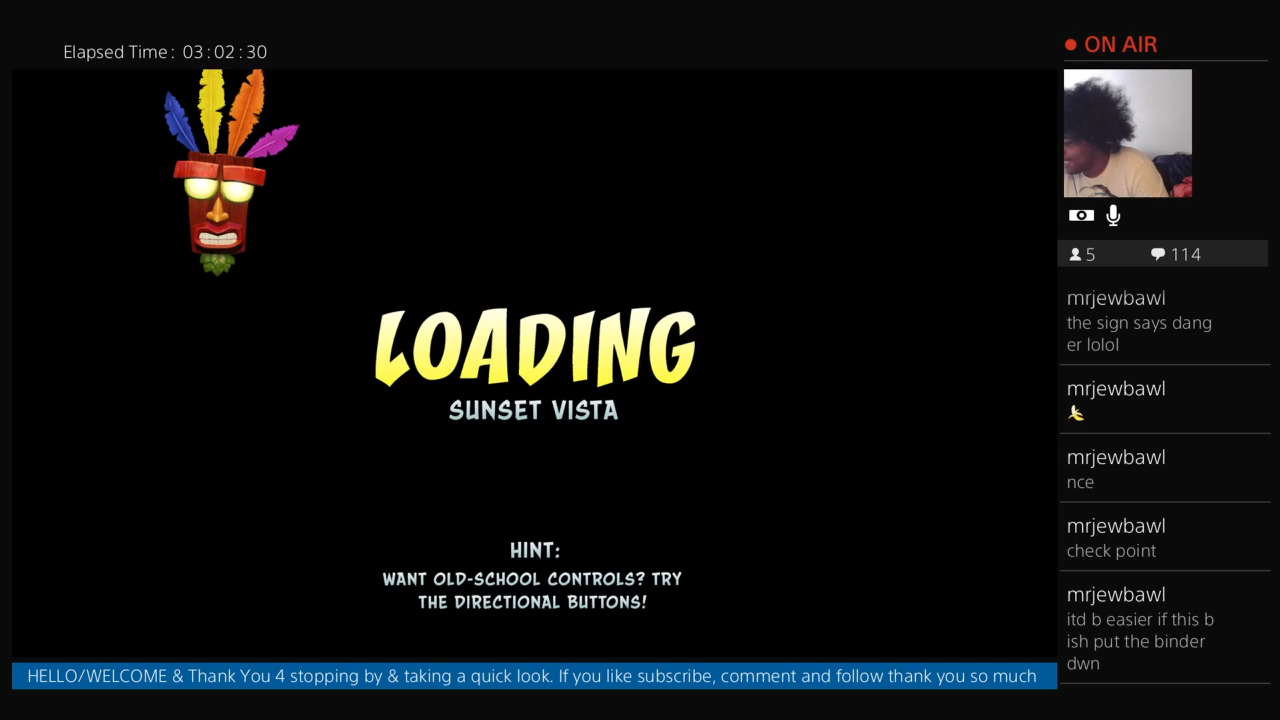 Elapsed Time: 03:02:30
ON AIR
5
114
LOADING
SUNSET VISTA
HINT:
WANT OLD-SCHOOL CONTROLS? TRY
THE DIRECTIONAL BUTTONS!
mrjewbawl
the sign says dang
er lolol
mrjewbawl
mrjewbawl
nce
mrjewbawl
check point
mrjewbawl
itd b easier if this b
ish put the binder
dwn
HELLO/WELCOME & Thank You 4 stopping by & taking a quick look. If you like subscribe, comment and follow thank you so much